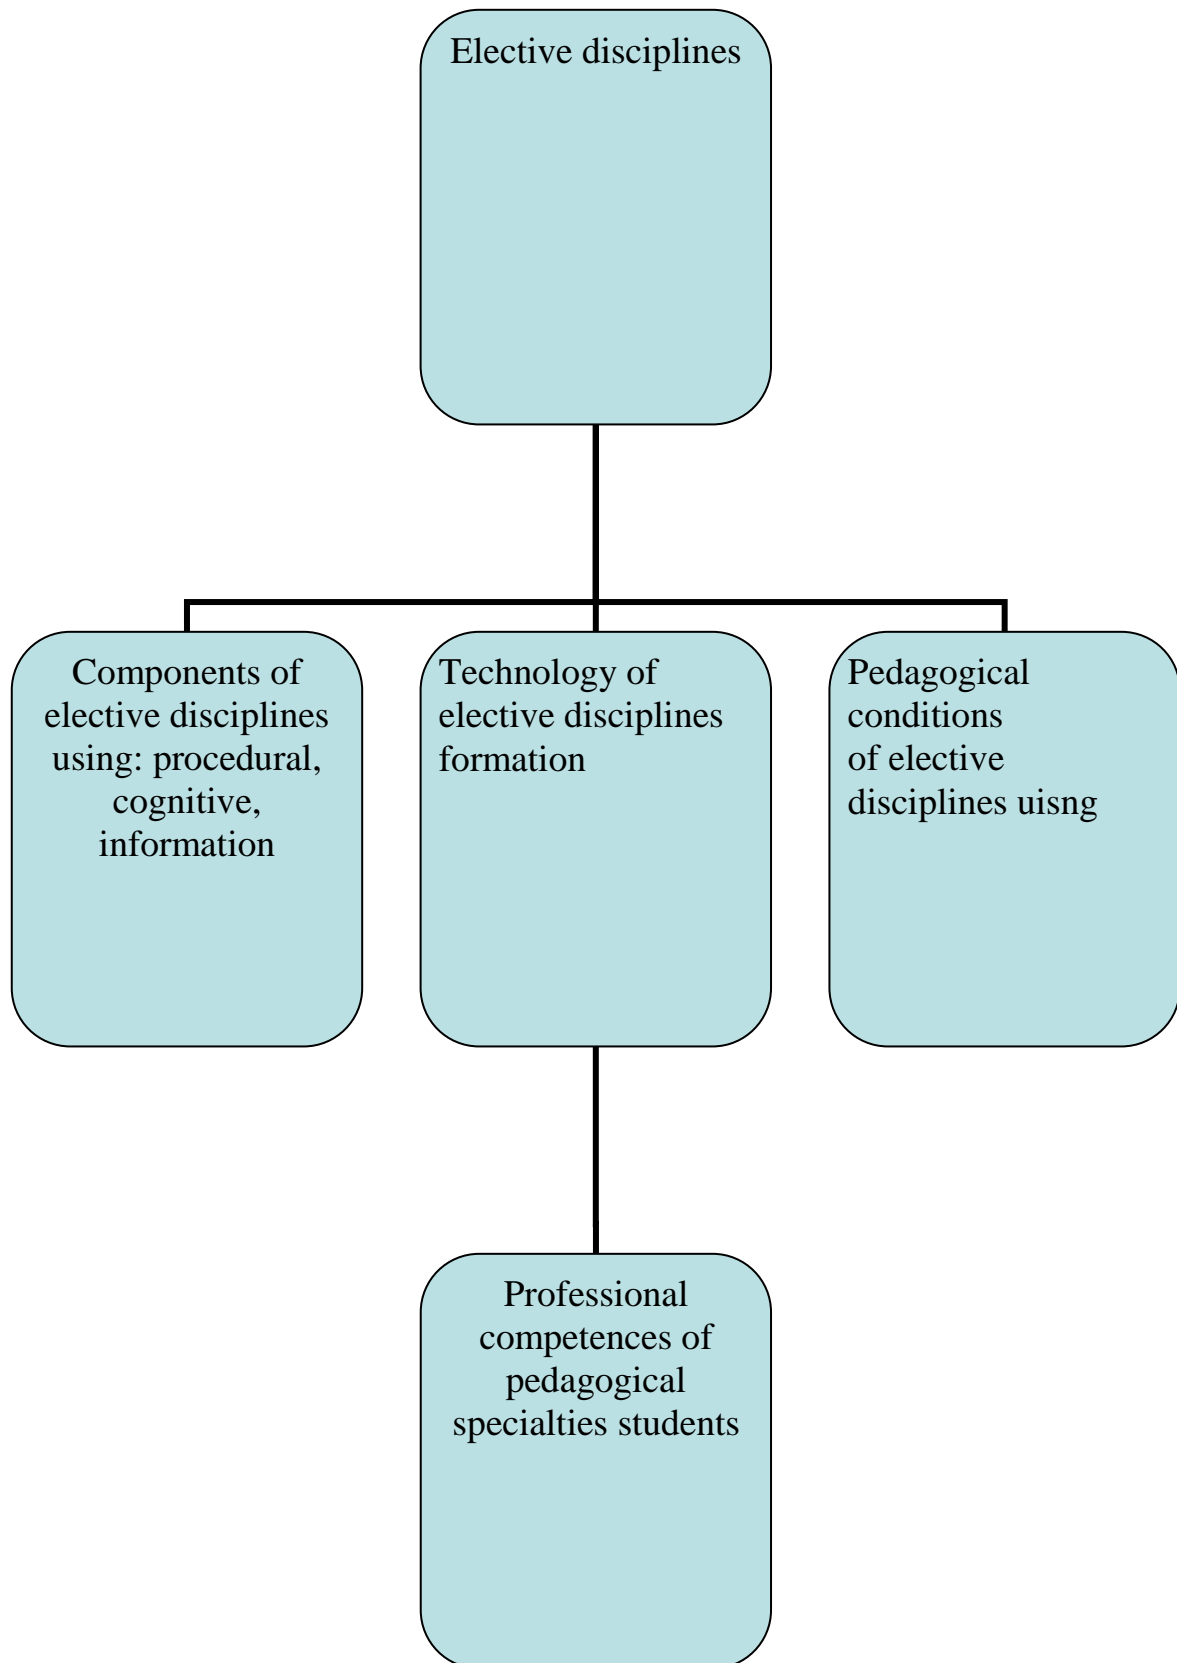 Elective disciplines
Components of
elective disciplines
using: procedural,
cognitive,
information
Technology of
elective disciplines
formation
Pedagogical
conditions
of elective
disciplines uisng
Professional
competences of
pedagogical
specialties students